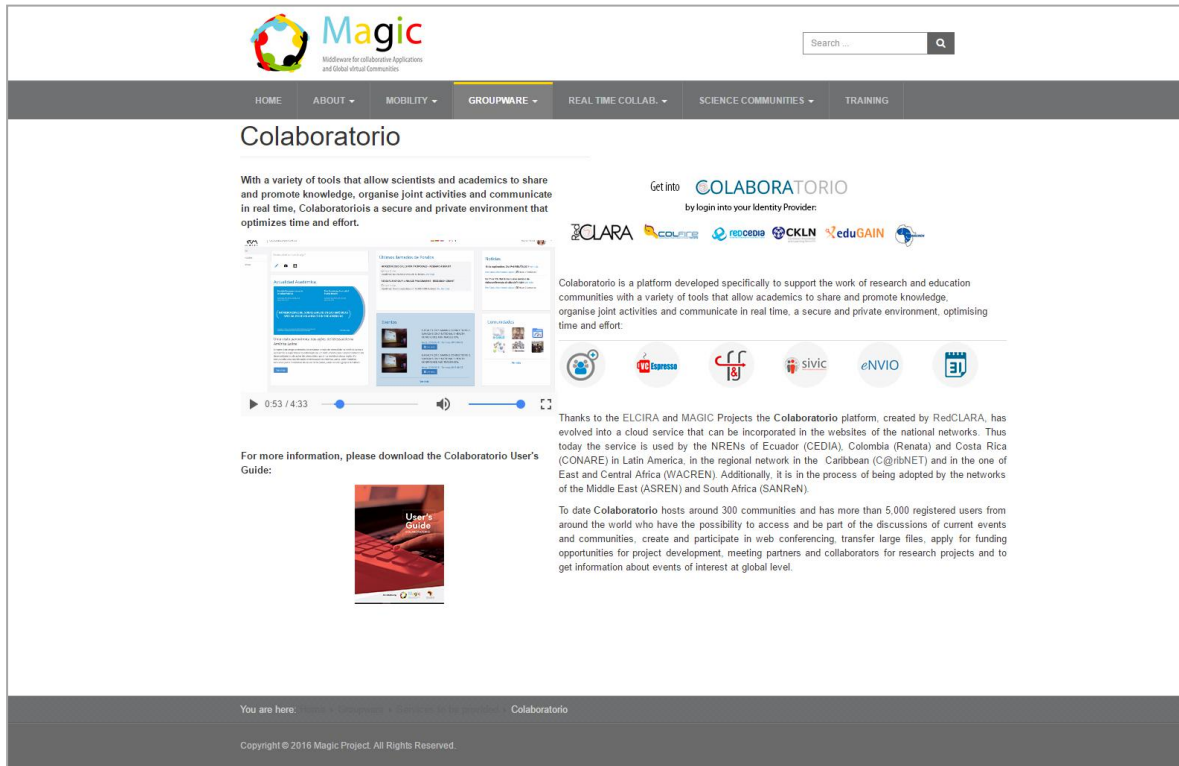 Magic
Middleware for collaborative Applications
and Global virtual Communities
Search ...
HOME
ABOUT
MOBILITY
GROUPWARE
REAL TIME COLLAB.
SCIENCE COMMUNITIES
TRAINING
Colaboratorio
With a variety of tools that allow scientists and academics to share
and promote knowledge, organise joint activities and communicate
in real time, Colaboratoriois a secure and private environment that
optimizes time and effort.
Actualidad Académica
Noticias
Eventos
Comunidades
0:53 / 4:33
For more information, please download the Colaboratorio User's
Guide:
User's
Guide
Get into COLABORATORIO
by login into your Identity Provider:
RedCLARA
COLFIRE
redcedia
CKLN
eduGAIN
Colaboratorio is a platform developed specifically to support the work of research and education
communities with a variety of tools that allow academics to share and promote knowledge,
organise joint activities and communicate in real time, a secure and private environment, optimising
time and effort:
Espresso
f&j
sivic
eNVIO
31
Thanks to the ELCIRA and MAGIC Projects the Colaboratorio platform, created by RedCLARA, has
evolved into a cloud service that can be incorporated in the websites of the national networks. Thus
today the service is used by the NRENs of Ecuador (CEDIA), Colombia (Renata) and Costa Rica
(CONARE) in Latin America, in the regional network in the Caribbean (C@ribNET) and in the one of
East and Central Africa (WACREN). Additionally, it is in the process of being adopted by the networks
of the Middle East (ASREN) and South Africa (SANReN).
To date Colaboratorio hosts around 300 communities and has more than 5,000 registered users from
around the world who have the possibility to access and be part of the discussions of current events
and communities, create and participate in web conferencing, transfer large files, apply for funding
opportunities for project development, meeting partners and collaborators for research projects and to
get information about events of interest at global level.
You are here:
Colaboratorio
Copyright © 2016 Magic Project. All Rights Reserved.